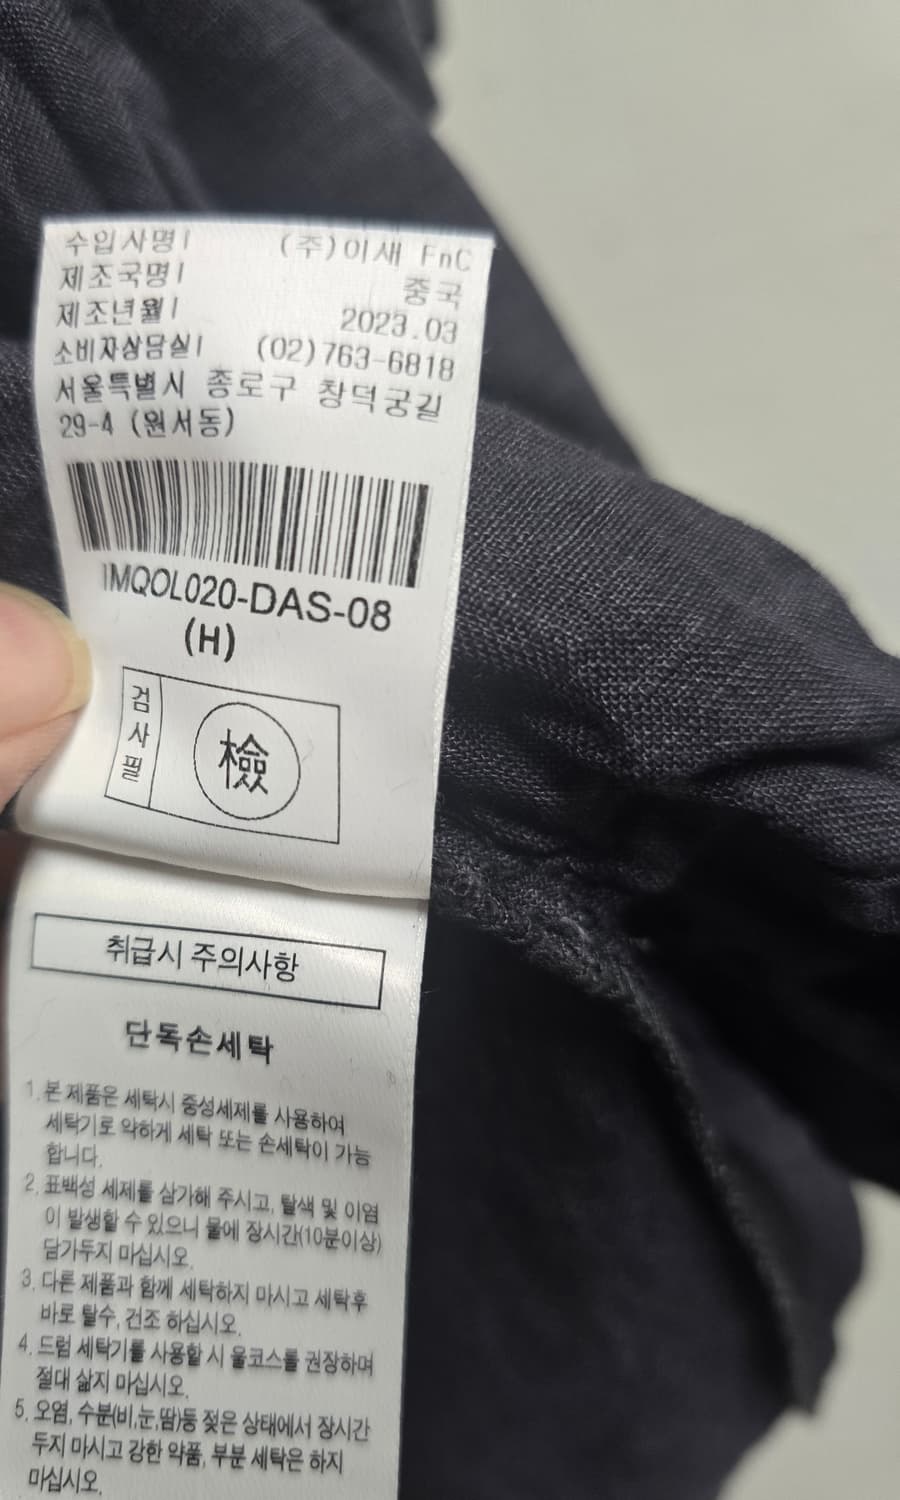 수입사명| (주)이새 FnC
제조국명| 중국
제조년월| 2023.03
소비자상담실| (02)763-6818
서울특별시 종로구 창덕궁길
29-4 (원서동)
IMQOL020-DAS-08
(H)
검사필
檢
취급시 주의사항
단독손세탁
1. 본 제품은 세탁시 중성세제를 사용하여
세탁기로 약하게 세탁 또는 손세탁이 가능
합니다.
2. 표백성 세제를 삼가해 주시고, 탈색 및 이염
이 발생할 수 있으니 물에 장시간(10분이상)
담가두지 마십시오.
3. 다른 제품과 함께 세탁하지 마시고 세탁후
바로 탈수, 건조 하십시오.
4. 드럼 세탁기를 사용할 시 울코스를 권장하며
절대 삶지 마십시오.
5. 오염, 수분(비,눈,땀)등 젖은 상태에서 장시간
두지 마시고 강한 약품, 부분 세탁은 하지
마십시오.